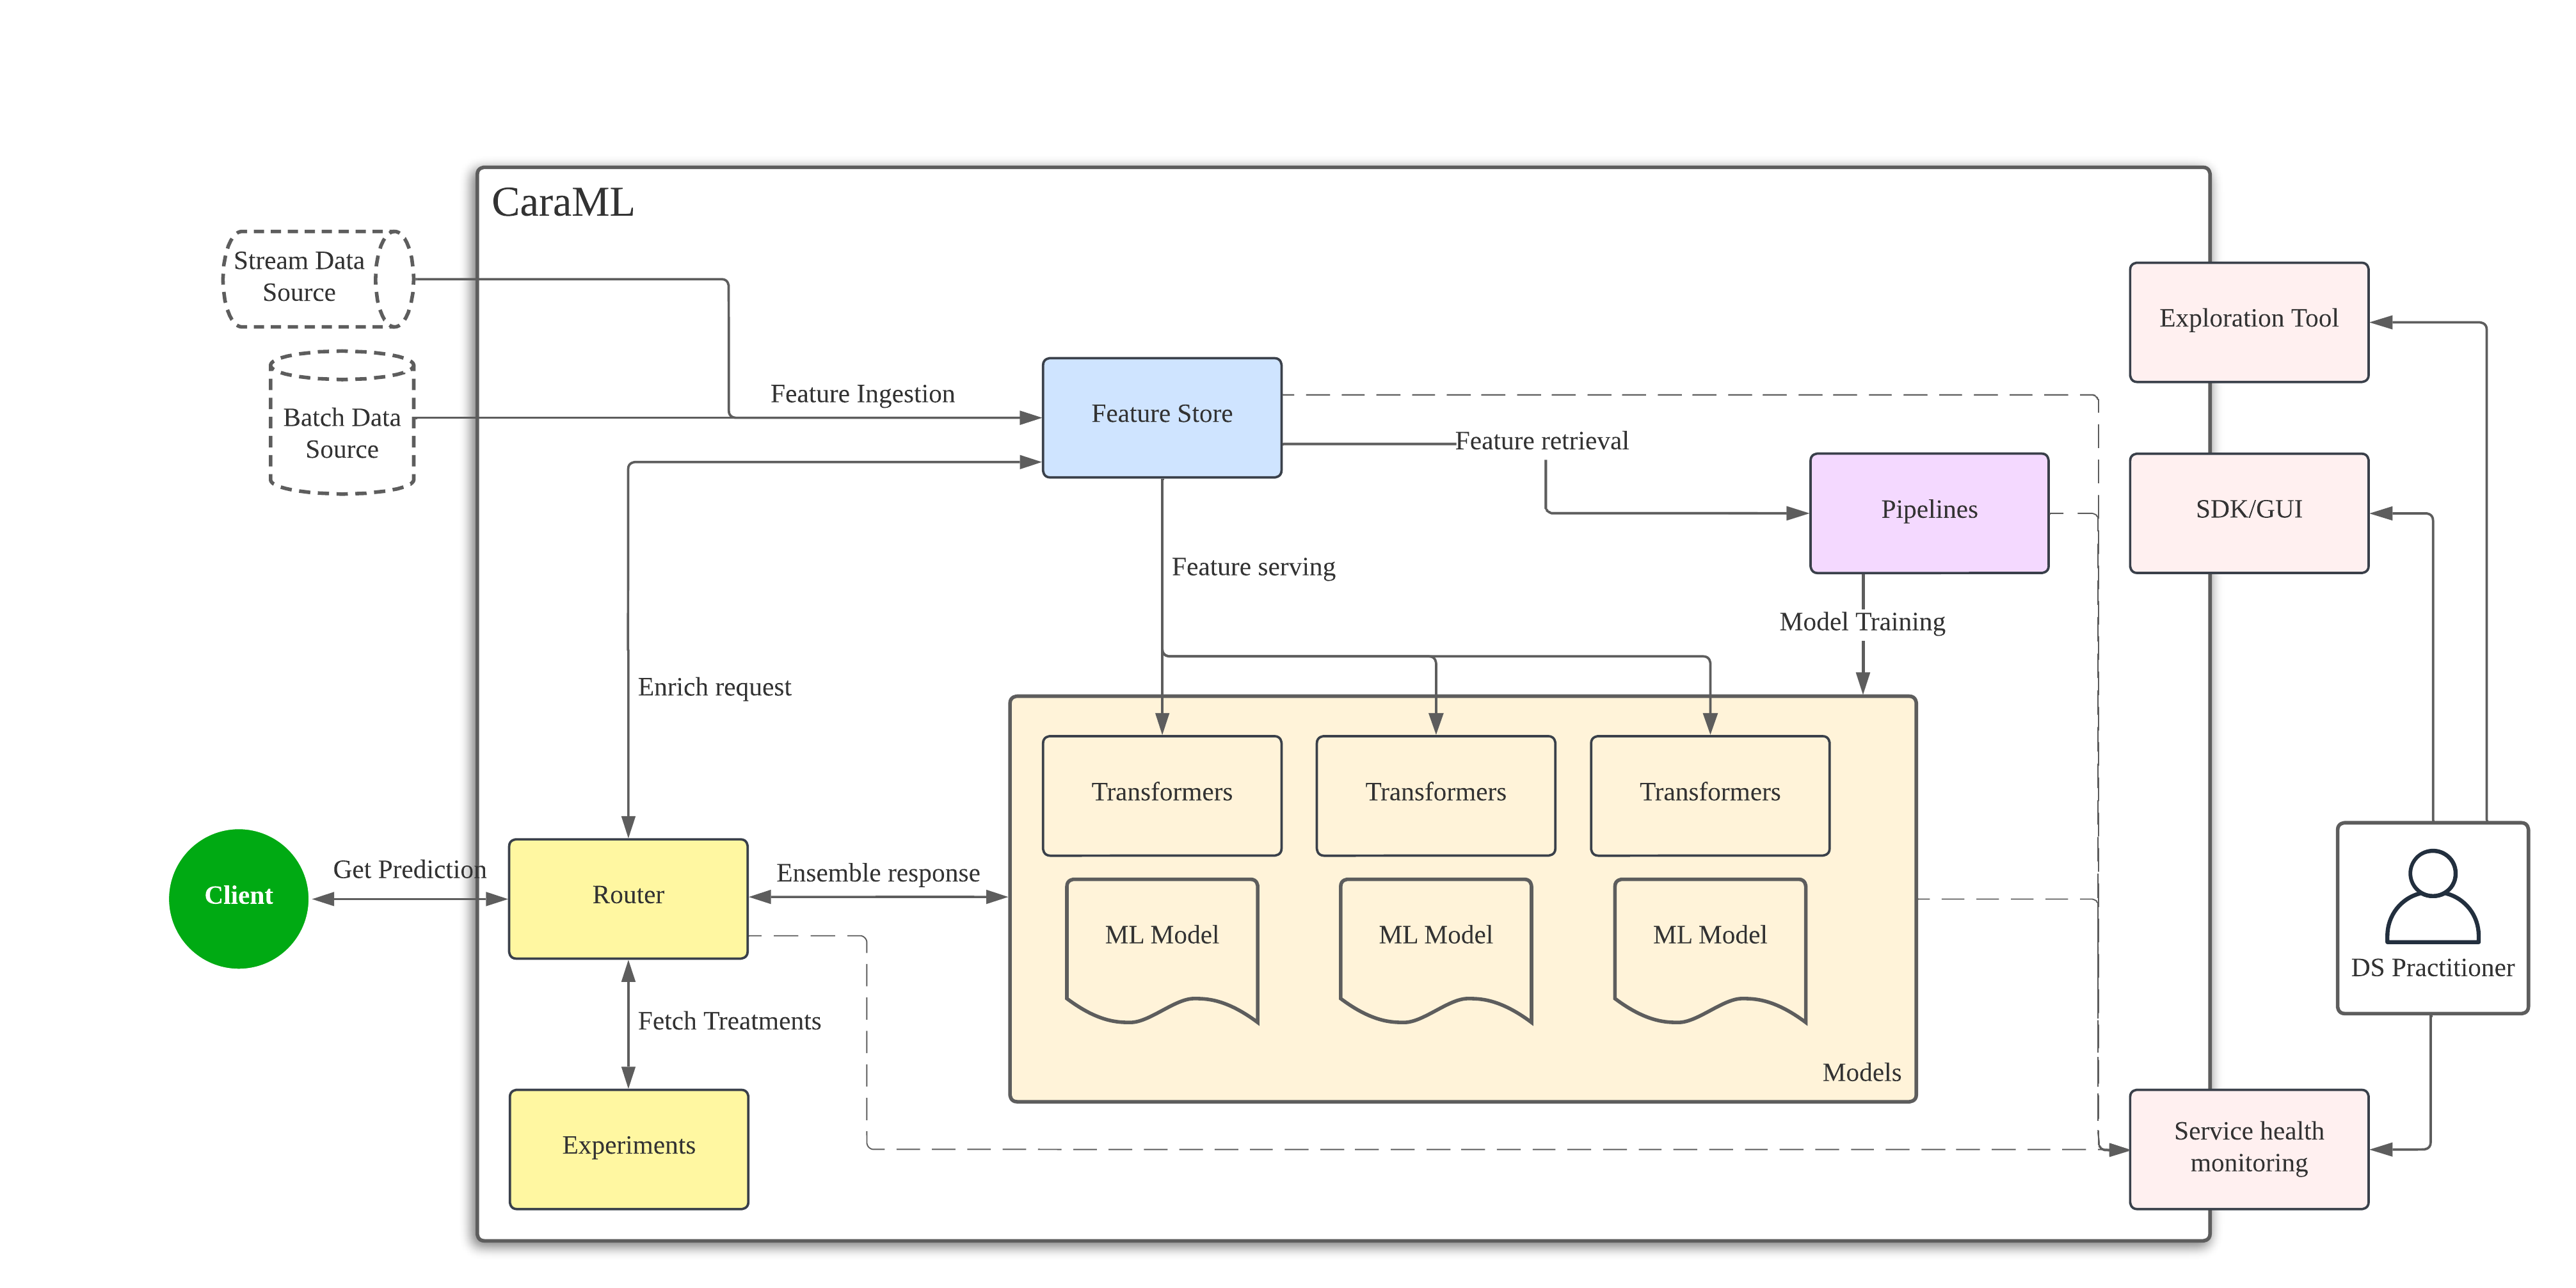 CaraML
Stream Data
Source
Exploration Tool
Batch Data
Source
Feature Ingestion
Feature Store
Feature retrieval
Pipelines
SDK/GUI
Feature serving
Model Training
Enrich request
Transformers
Transformers
Transformers
Client
Get Prediction
Router
Ensemble response
ML Model
ML Model
ML Model
DS Practitioner
Fetch Treatments
Models
Experiments
Service health
monitoring